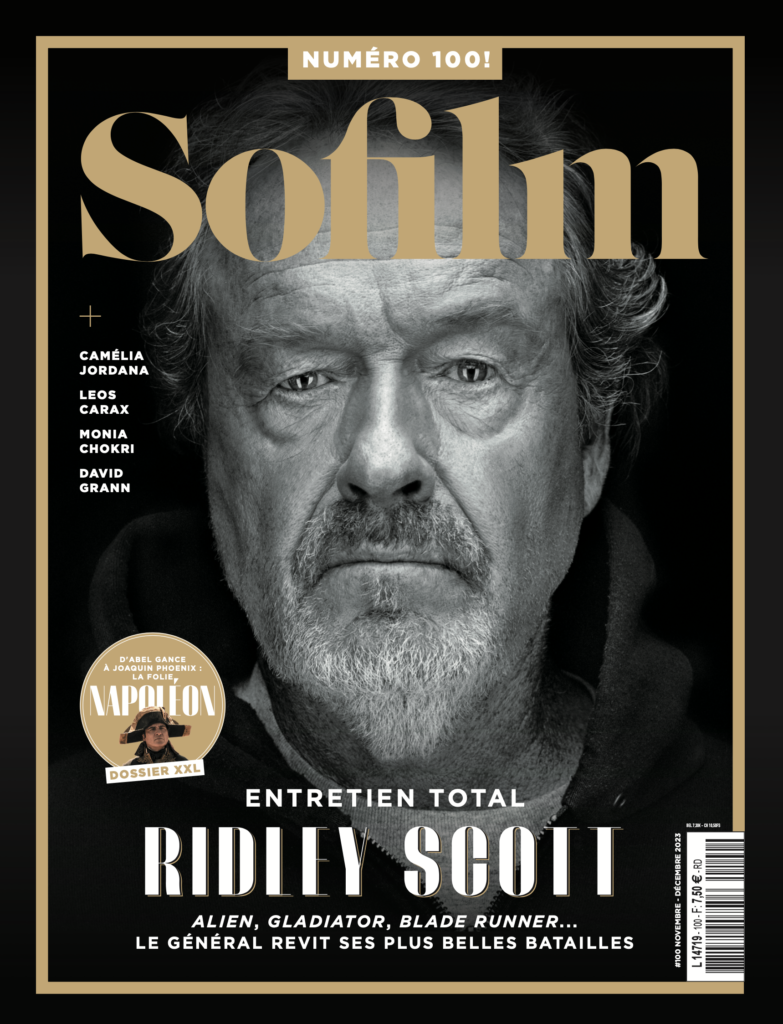 NUMÉRO 100!
Sofilm
+
CAMÉLIA
JORDANA
LEOS
CARAX
MONIA
CHOKRI
DAVID
GRANN
D'ABEL GANCE
À JOAQUIN PHOENIX :
LA FOLIE
NAPOLÉON
DOSSIER XXL
ENTRETIEN TOTAL
RIDLEY SCOTT
ALIEN, GLADIATOR, BLADE RUNNER...
LE GÉNÉRAL REVIT SES PLUS BELLES BATAILLES
#100 NOVEMBRE - DÉCEMBRE 2023
L 14719 - 100 - F: 7,50 € - RD